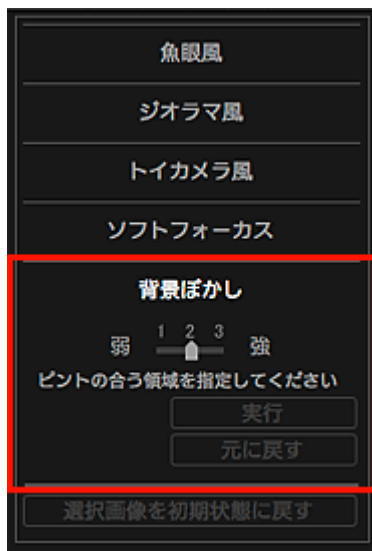 魚眼風
ジオラマ風
トイカメラ風
ソフトフォーカス
背景ぼかし
1 2 3
弱 強
ピントの合う領域を指定してください
実行
元に戻す
選択画像を初期状態に戻す